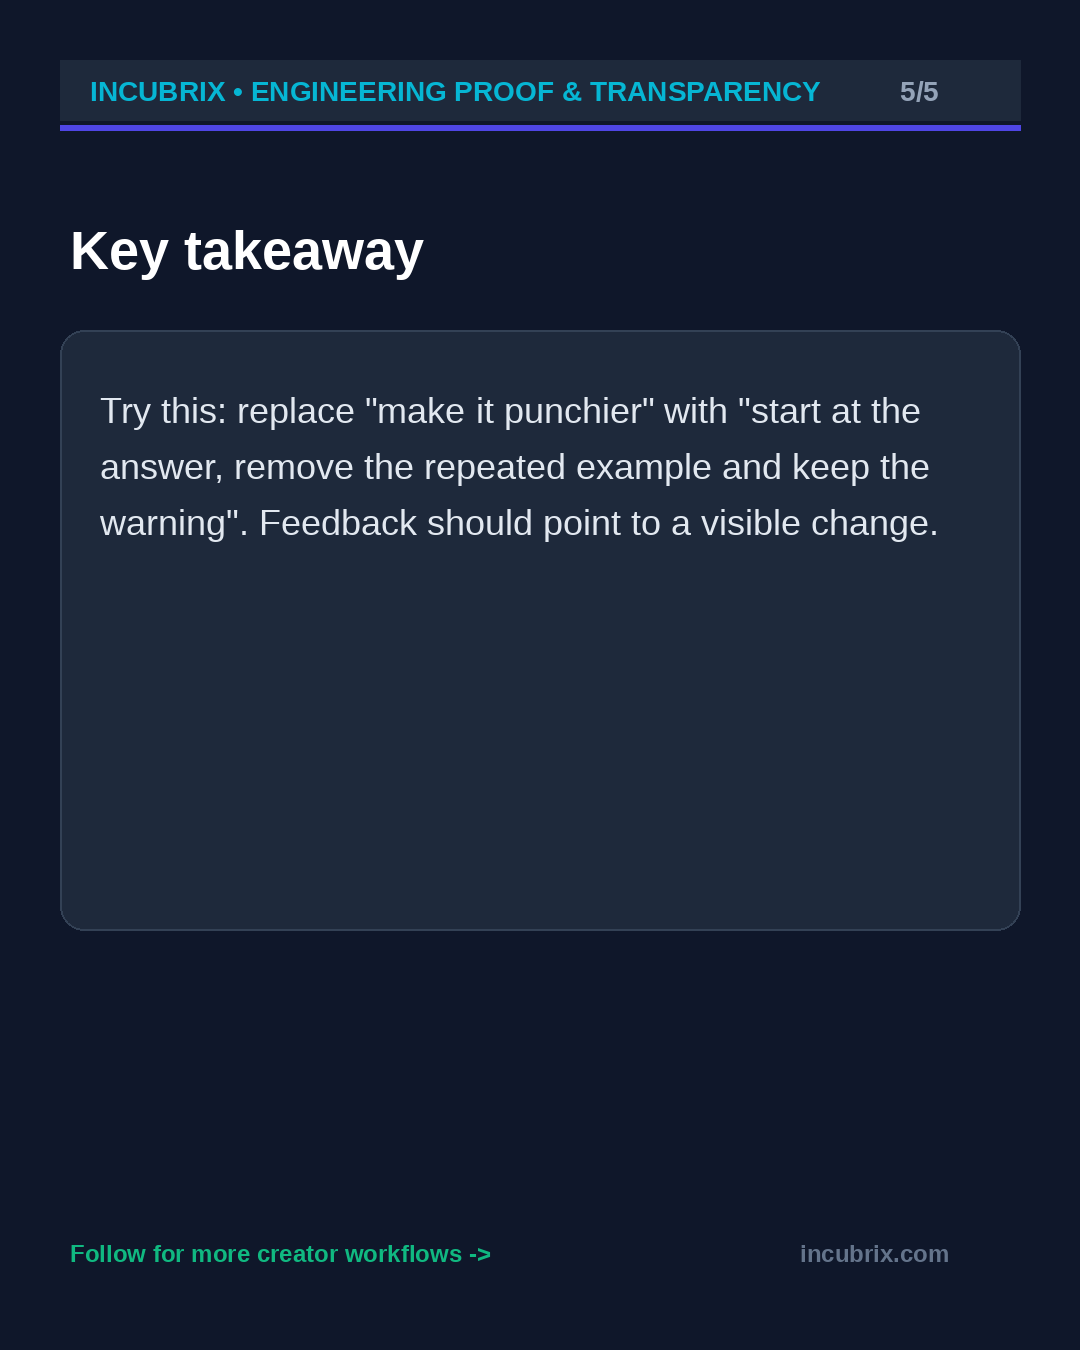 INCUBRIX • ENGINEERING PROOF & TRANSPARENCY 5/5
Key takeaway
Try this: replace "make it punchier" with "start at the
answer, remove the repeated example and keep the
warning". Feedback should point to a visible change.
Follow for more creator workflows -> incubrix.com